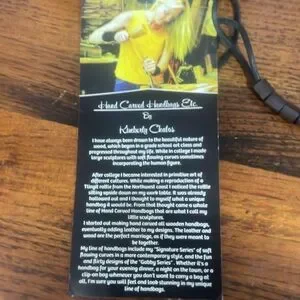 Hand Carved Handbags Etc.
By
Kimberly Chalos
I have always been drawn to the beautiful nature of
wood, which began in a grade school art class and
progressed throughout my life. While in college I made
large sculptures with soft flowing curves sometimes
incorporating the human figure.
After college I became interested in primitive art of
different cultures. While making a reproduction of a
Tlingit rattle from the Northwest coast I noticed the rattle
sitting upside down on my work table. It was already
hallowed out and I thought to myself what a unique
handbag it would be. From that thought came a whole
line of Hand Carved Handbags that are what I call my
little sculptures.
I started out making hand carved all wooden handbags,
eventually adding leather to my designs. The leather and
wood are the perfect marriage, as if they were meant to
be together.
My line of handbags include my "Signature Series" of soft
flowing curves in a more contemporary style, and the fun
and flirty designs of the "Gabby Series". Whether it's a
handbag for your evening dinner, a night on the town, or a
clip-on bag whenever you don't want to carry a bag at
all, I'm sure you will feel and look stunning in my unique
line of handbags.